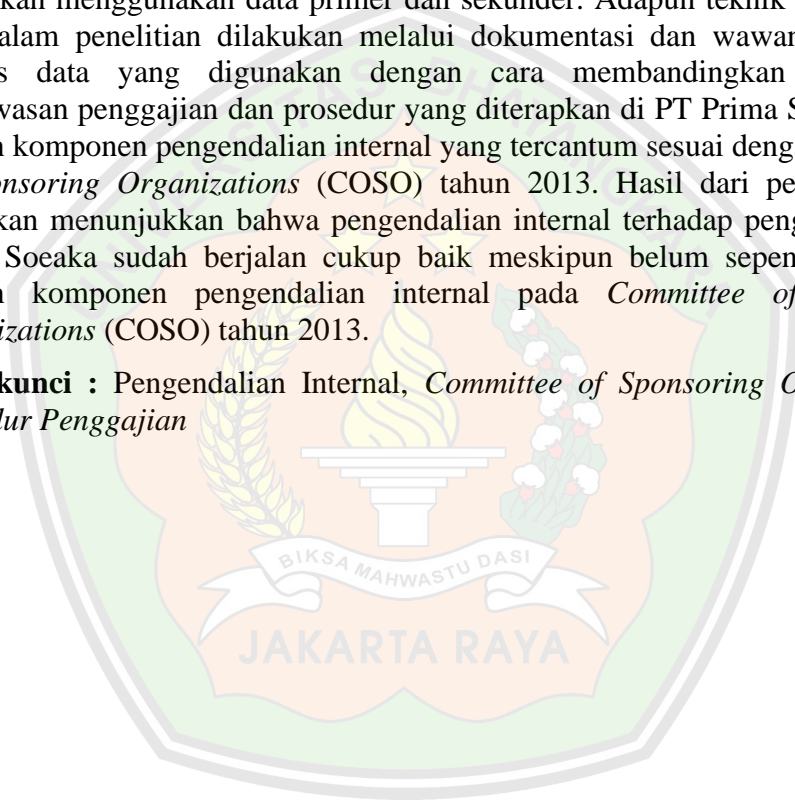 kan menggunakan data primer dan sekunder. Adapun teknik
alam penelitian dilakukan melalui dokumentasi dan wawan
s data yang digunakan dengan cara membandingkan
wasan penggajian dan prosedur yang diterapkan di PT Prima S
n komponen pengendalian internal yang tercantum sesuai deng
onsoring Organizations (COSO) tahun 2013. Hasil dari pe
kan menunjukkan bahwa pengendalian internal terhadap peng
Soeaka sudah berjalan cukup baik meskipun belum sepen
n komponen pengendalian internal pada Committee of
izations (COSO) tahun 2013.
kunci : Pengendalian Internal, Committee of Sponsoring O
lur Penggajian
UNIVERSITAS BHAYANGKARA
BIKSA MAHWASTU DASI
JAKARTA RAYA